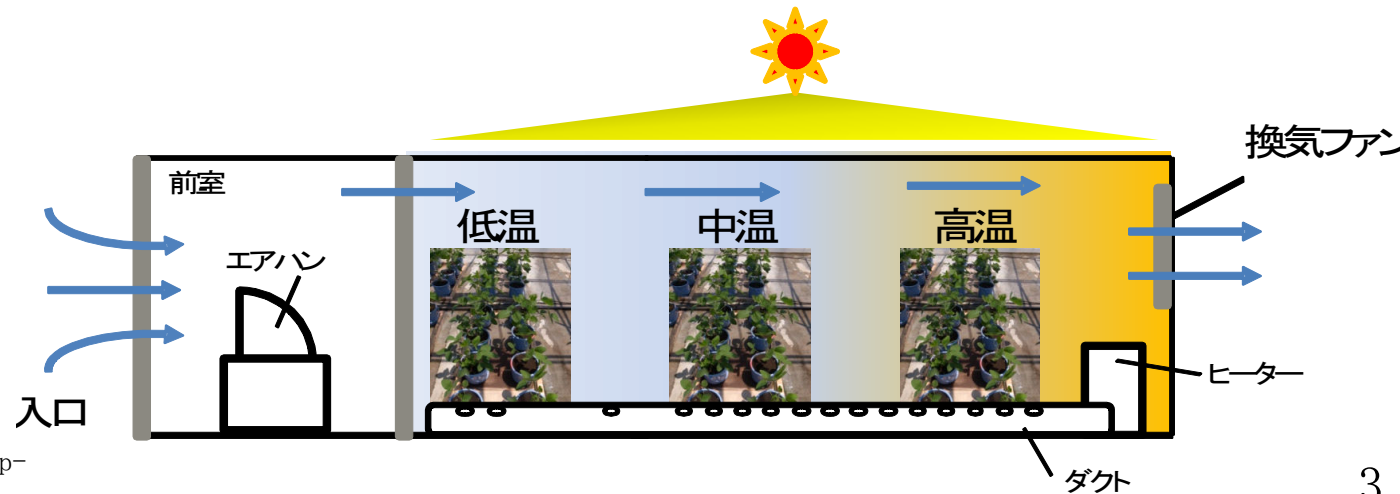 換気ファン
前室
低温
中温
高温
エアハン
ヒーター
入口
p-
ダクト
3